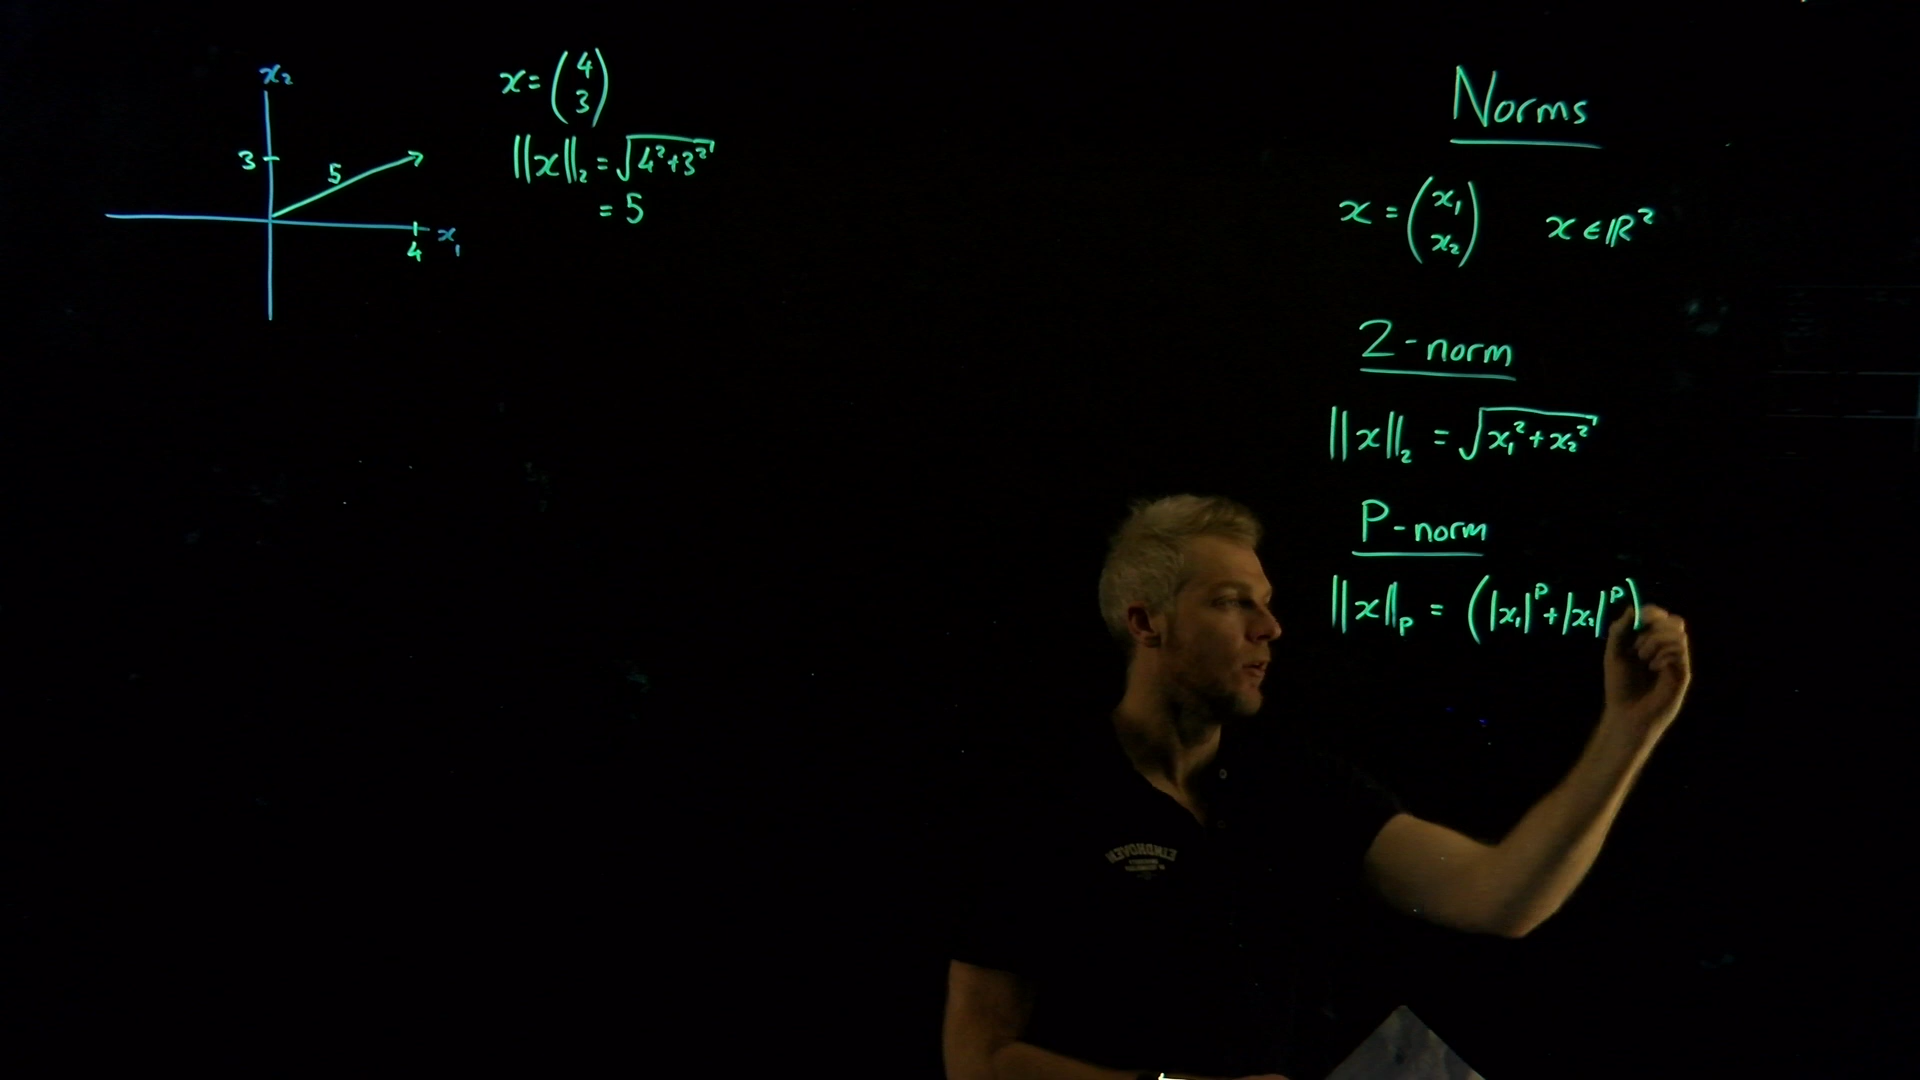 x₂
3
5
4
x₁
x = (4 3)
||x||₂ = √(4²+3²)
= 5
Norms
x = (x₁ x₂) x ∈ ℝ²
2-norm
||x||₂ = √(x₁² + x₂²)
P-norm
||x||ₚ = (|x₁|ᵖ + |x₂|ᵖ)
EINDHOVEN